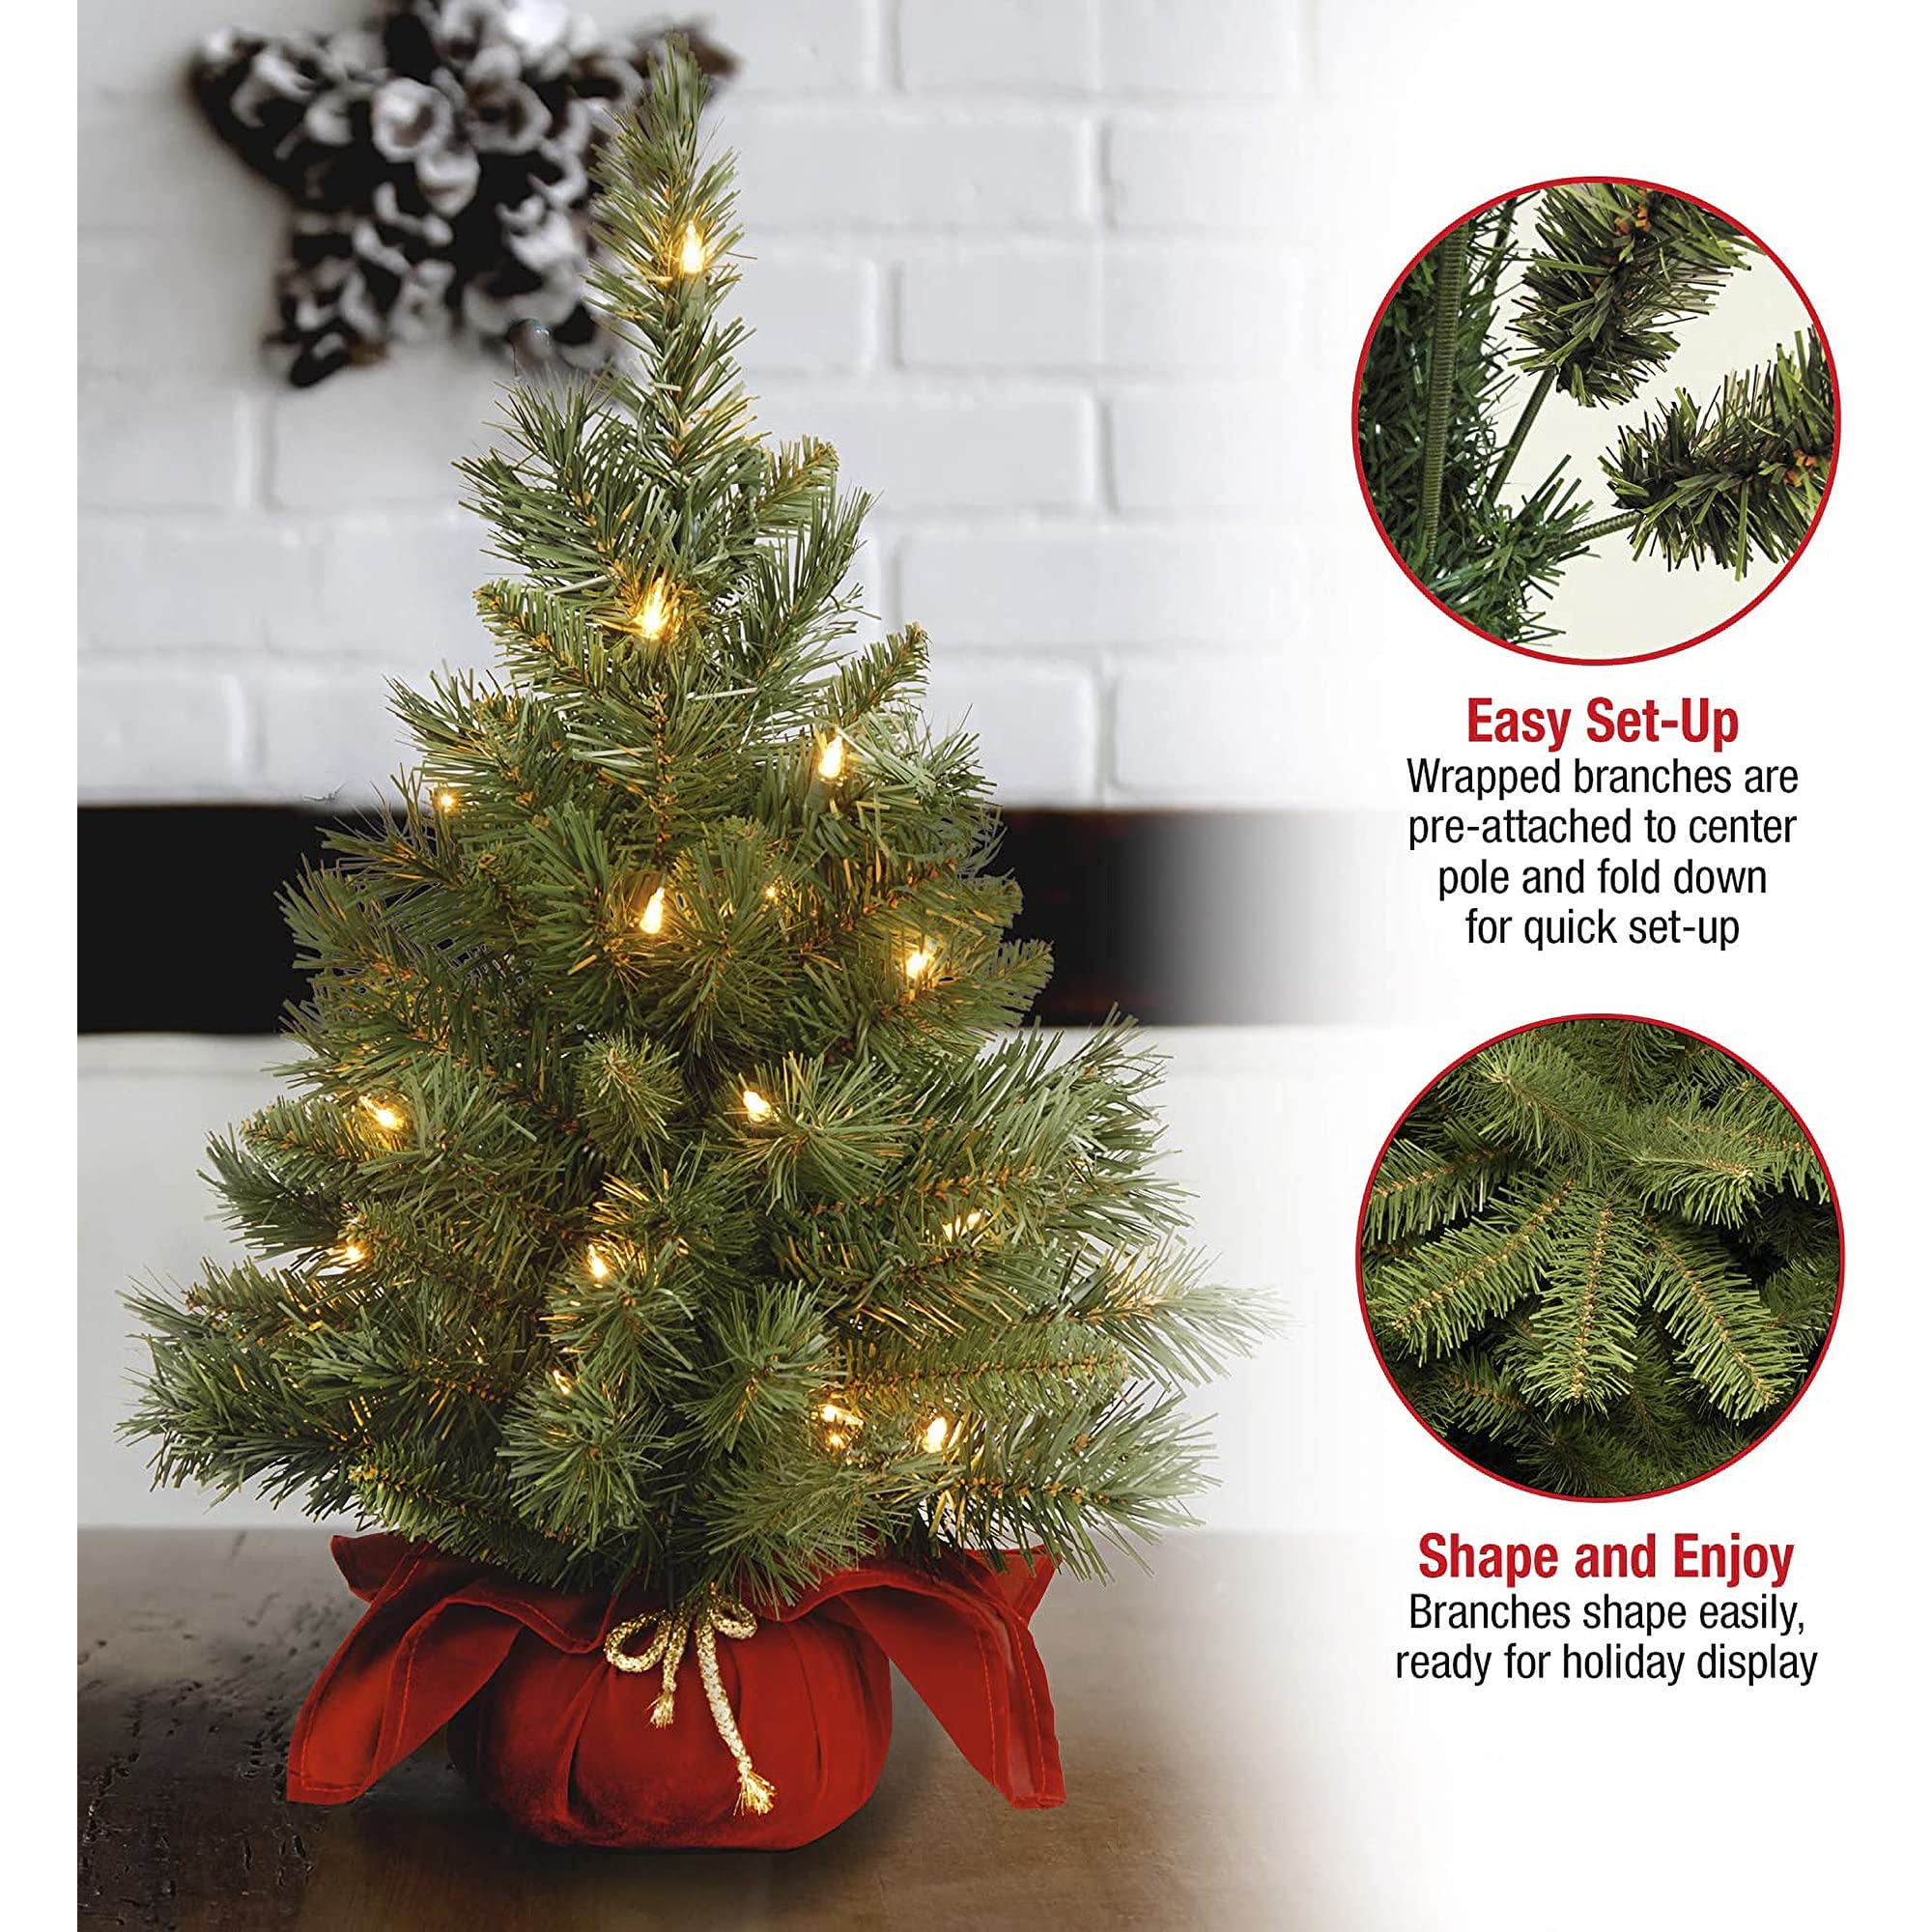 Easy Set-Up
Wrapped branches are
pre-attached to center
pole and fold down
for quick set-up
Shape and Enjoy
Branches shape easily,
ready for holiday display